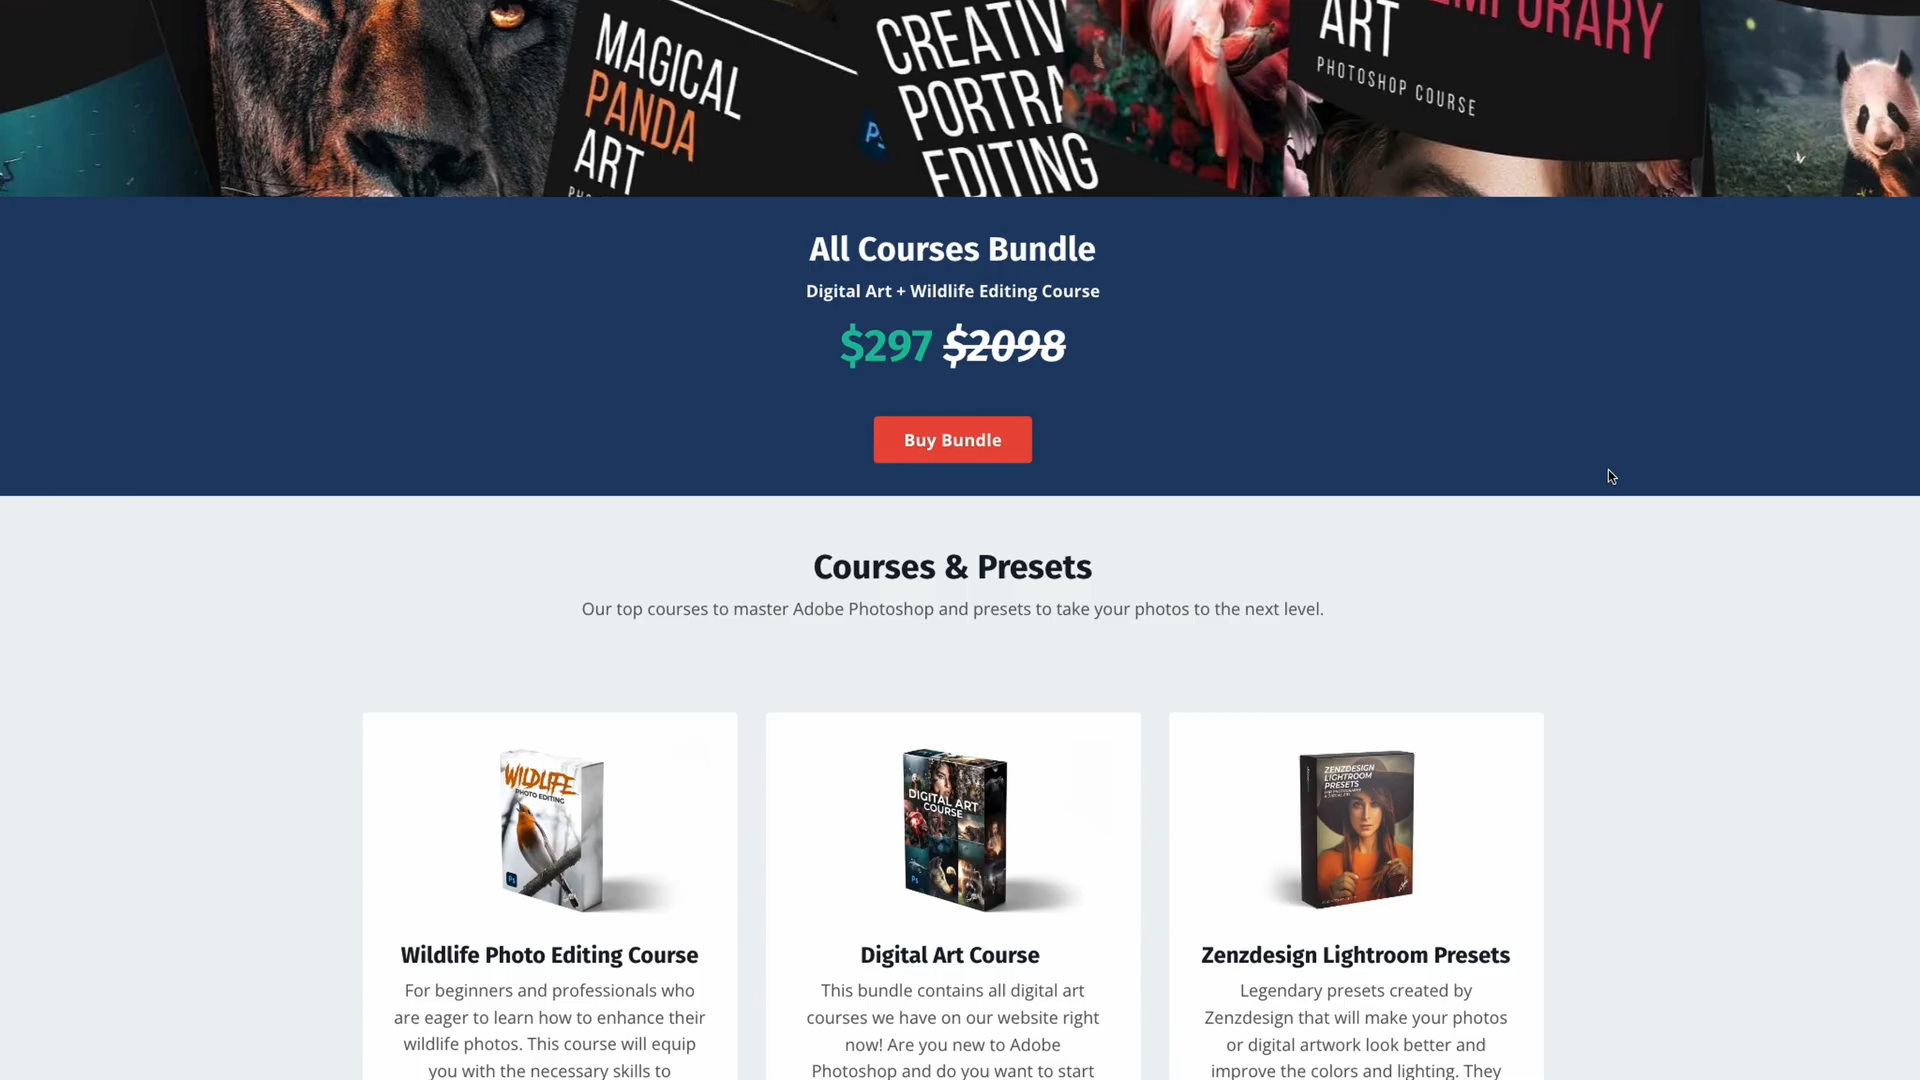 MAGICAL
PANDA
ART
CREATIV
PORTRA
EDITING
Ps
ART
PHOTOSHOP COURSE
All Courses Bundle
Digital Art + Wildlife Editing Course
$297 $2098
Buy Bundle
Courses & Presets
Our top courses to master Adobe Photoshop and presets to take your photos to the next level.
WILDLIFE
PHOTO EDITING
Ps
DIGITAL ART
COURSE
Ps
ZENZDESIGN
LIGHTROOM
PRESETS
Wildlife Photo Editing Course
For beginners and professionals who
are eager to learn how to enhance their
wildlife photos. This course will equip
you with the necessary skills to
Digital Art Course
This bundle contains all digital art
courses we have on our website right
now! Are you new to Adobe
Photoshop and do you want to start
Zenzdesign Lightroom Presets
Legendary presets created by
Zenzdesign that will make your photos
or digital artwork look better and
improve the colors and lighting. They